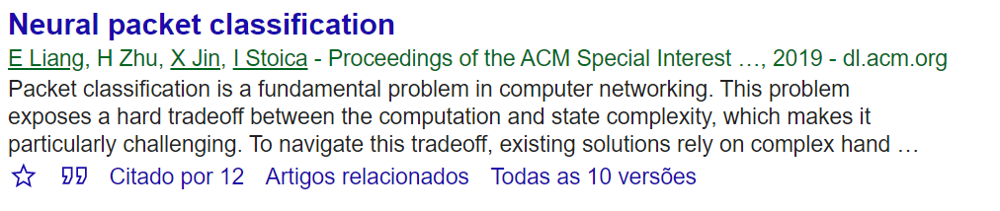 Neural packet classification
E Liang, H Zhu, X Jin, I Stoica - Proceedings of the ACM Special Interest …, 2019 - dl.acm.org
Packet classification is a fundamental problem in computer networking. This problem
exposes a hard tradeoff between the computation and state complexity, which makes it
particularly challenging. To navigate this tradeoff, existing solutions rely on complex hand …
Citado por 12 Artigos relacionados Todas as 10 versões